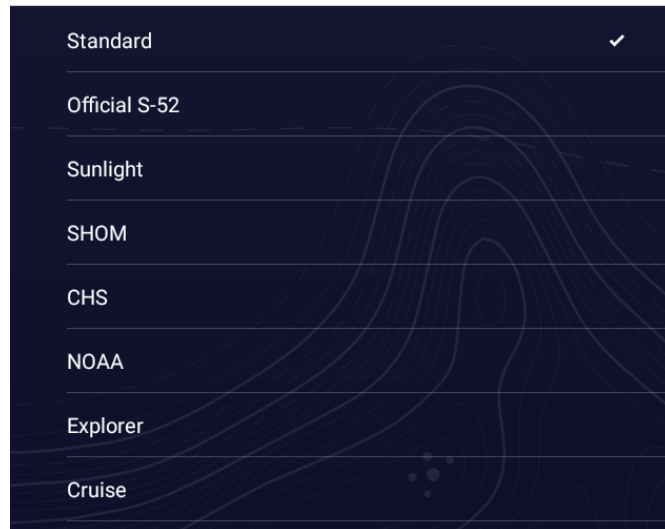 Standard
Official S-52
Sunlight
SHOM
CHS
NOAA
Explorer
Cruise